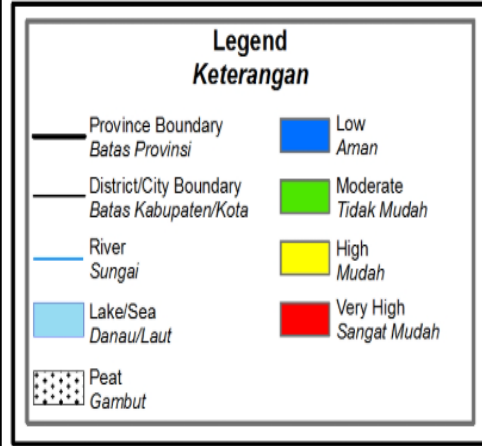 Legend
Keterangan
Province Boundary
Batas Provinsi
District/City Boundary
Batas Kabupaten/Kota
River
Sungai
Lake/Sea
Danau/Laut
Peat
Gambut
Low
Aman
Moderate
Tidak Mudah
High
Mudah
Very High
Sangat Mudah